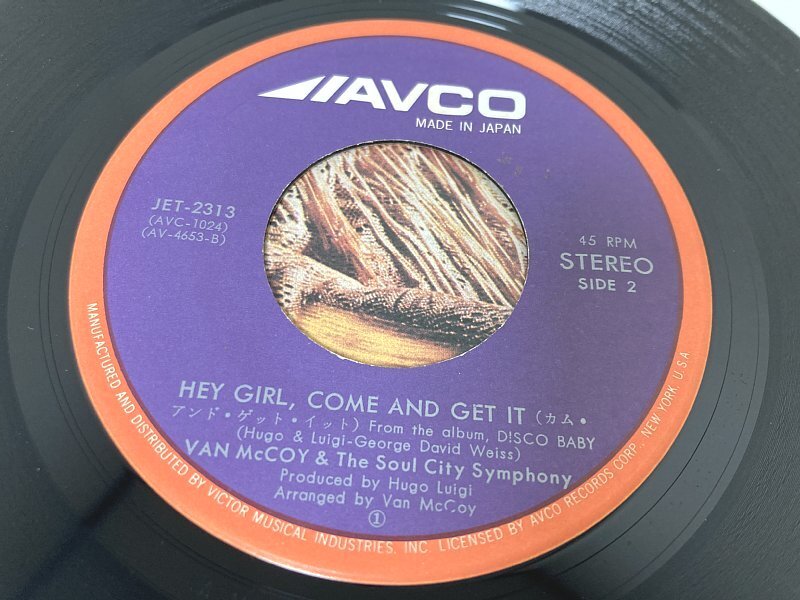 AVCO
MADE IN JAPAN
JET-2313
(AVC-1024)
(AV-4653-B)
45 RPM
STEREO
SIDE 2
HEY GIRL, COME AND GET IT (カム・
アンド・ゲット・イット) From the album, DISCO BABY
(Hugo & Luigi-George David Weiss)
VAN McCOY & The Soul City Symphony
Produced by Hugo Luigi
Arranged by Van McCoy
①
MANUFACTURED AND DISTRIBUTED BY VICTOR MUSICAL INDUSTRIES, INC. LICENSED BY AVCO RECORDS CORP., NEW YORK, U.S.A.